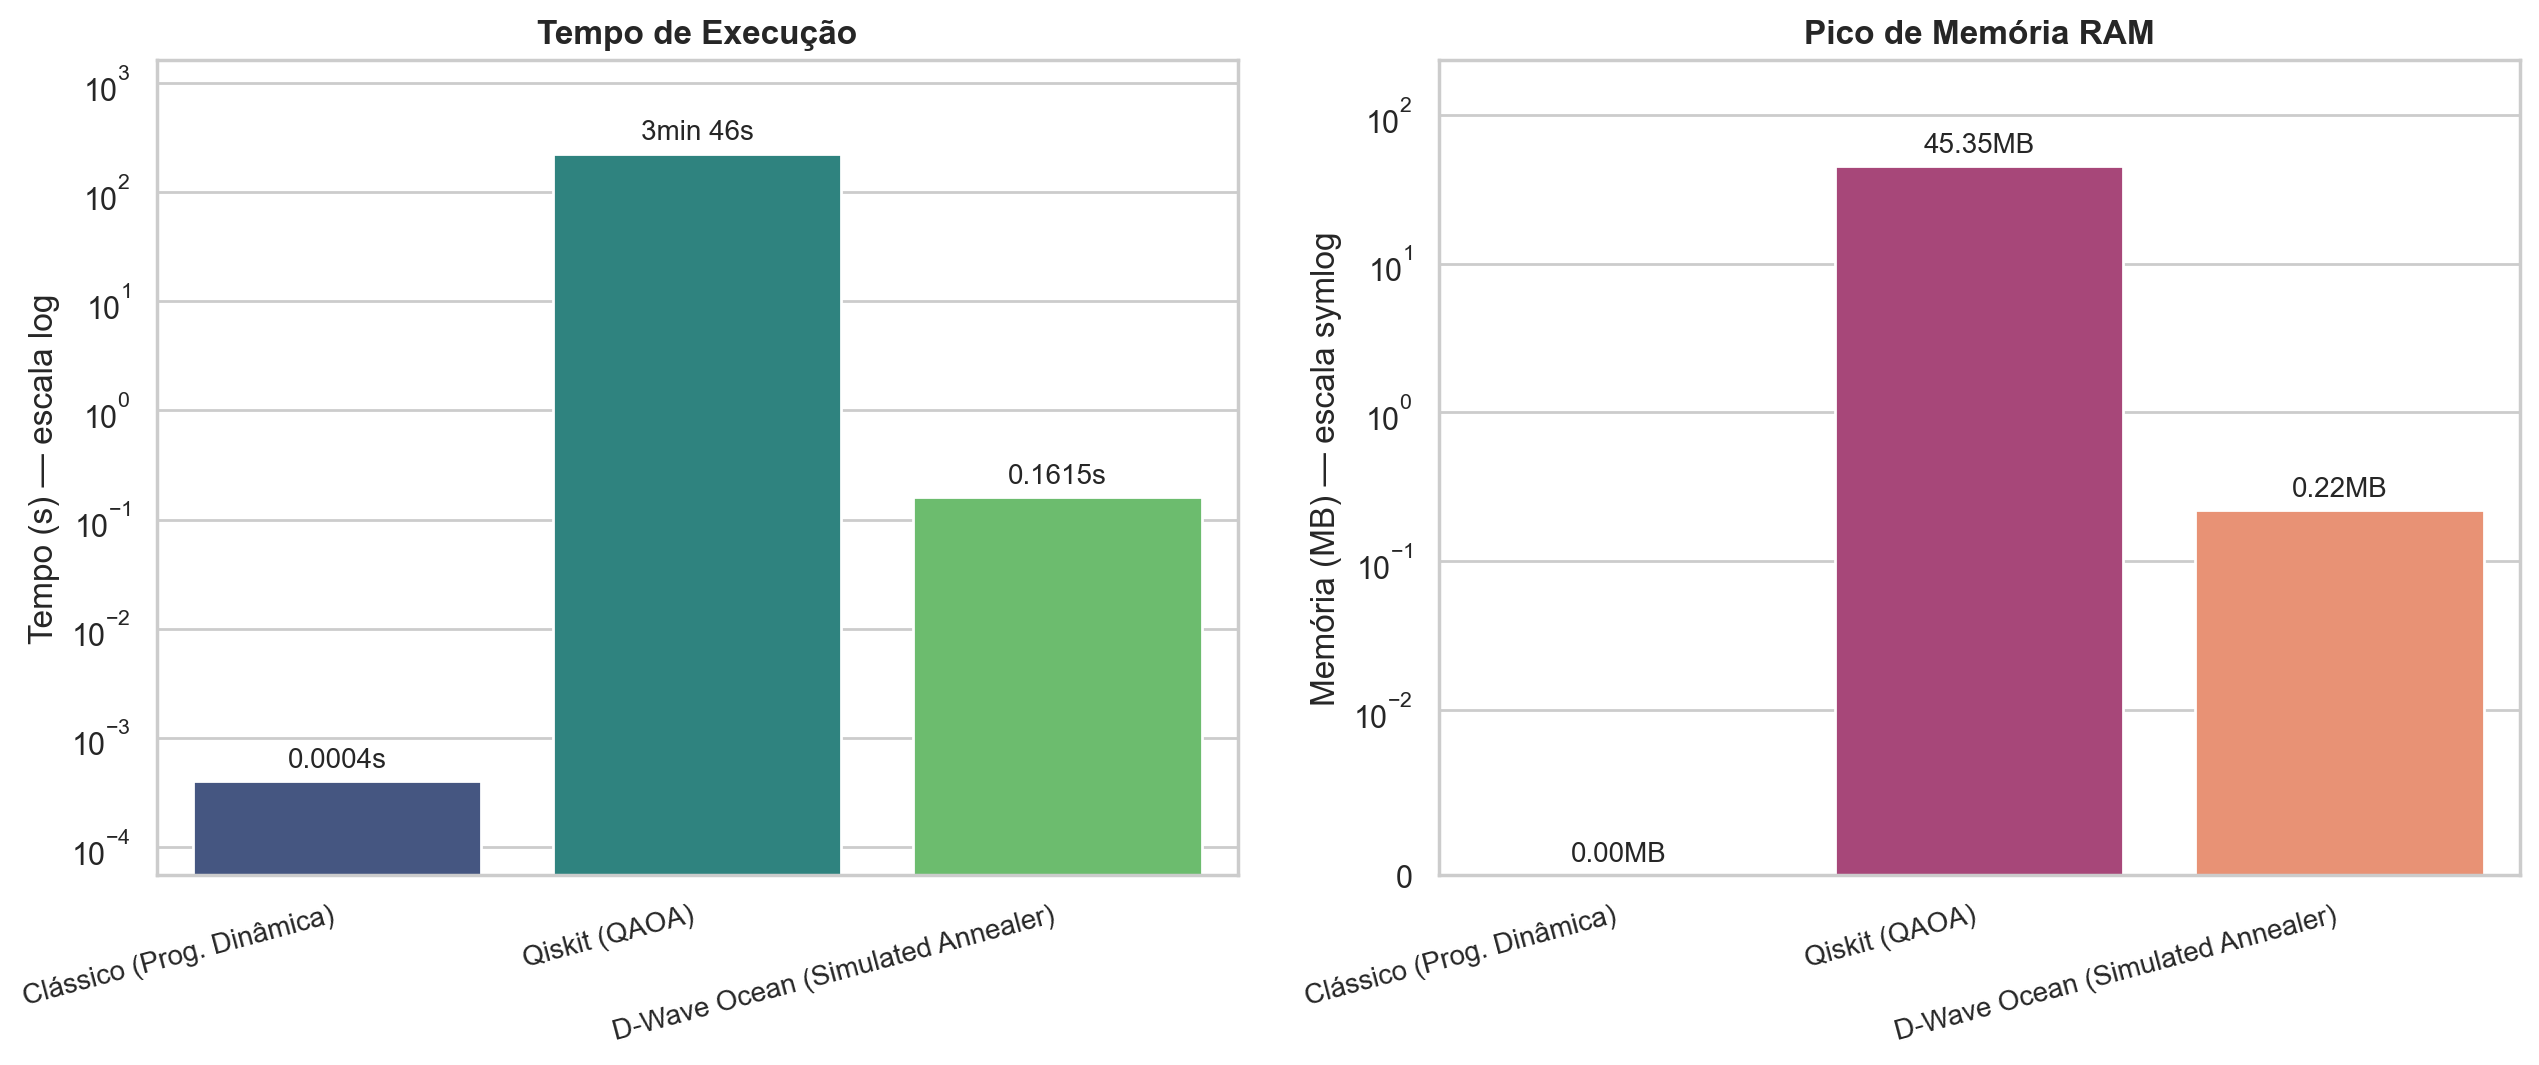 Tempo de Execução
Tempo (s) — escala log
10^3
10^2
10^1
10^0
10^−1
10^−2
10^−3
10^−4
0.0004s
3min 46s
0.1615s
Clássico (Prog. Dinâmica)
Qiskit (QAOA)
D-Wave Ocean (Simulated Annealer)
Pico de Memória RAM
Memória (MB) — escala symlog
10^2
10^1
10^0
10^−1
10^−2
0
0.00MB
45.35MB
0.22MB
Clássico (Prog. Dinâmica)
Qiskit (QAOA)
D-Wave Ocean (Simulated Annealer)